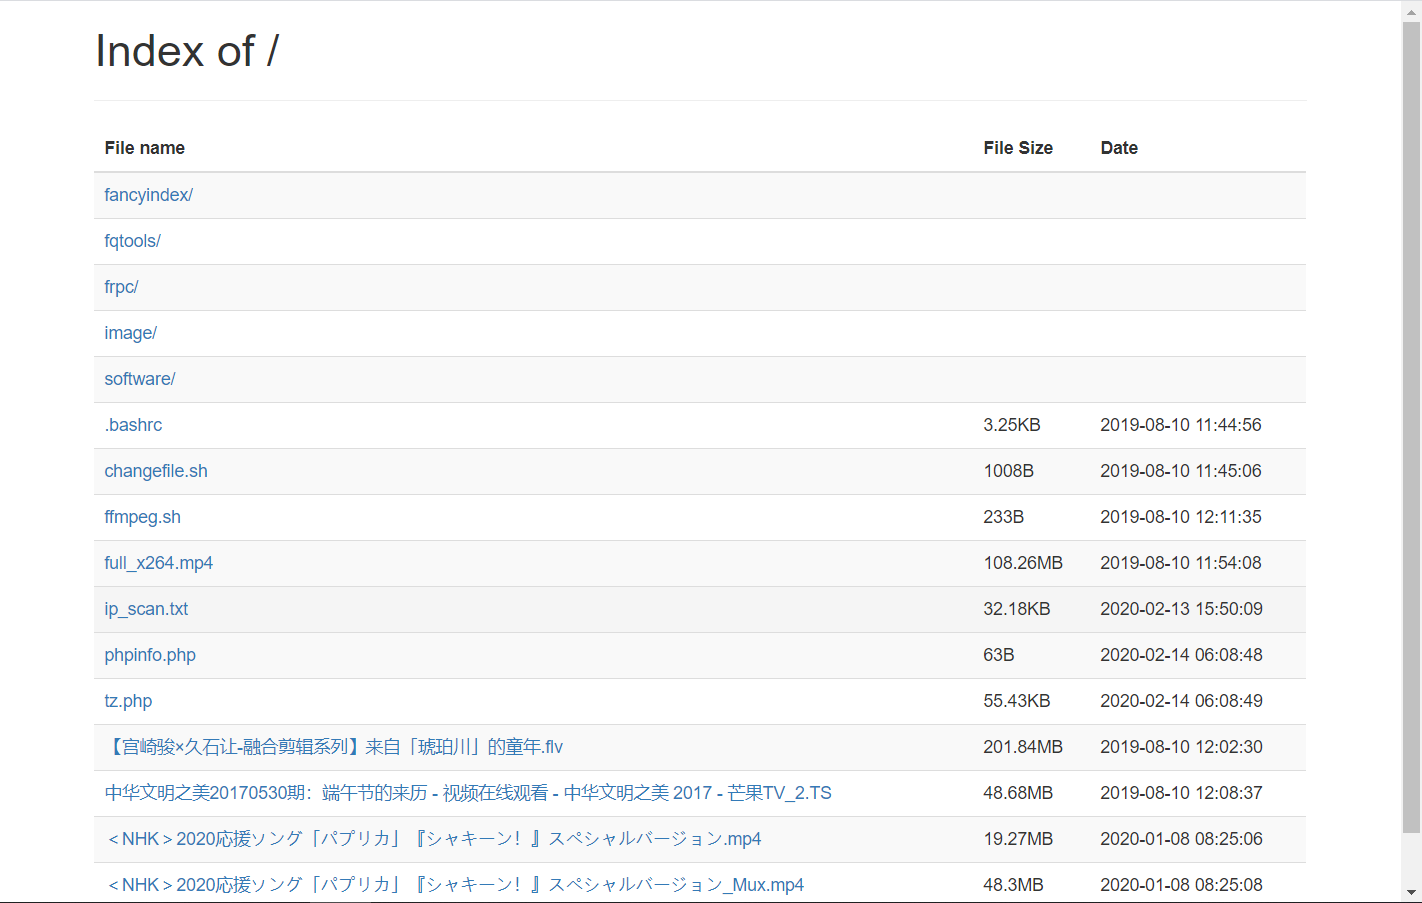 Index of /
File name File Size Date
fancyindex/
fqtools/
frpc/
image/
software/
.bashrc 3.25KB 2019-08-10 11:44:56
changefile.sh 1008B 2019-08-10 11:45:06
ffmpeg.sh 233B 2019-08-10 12:11:35
full_x264.mp4 108.26MB 2019-08-10 11:54:08
ip_scan.txt 32.18KB 2020-02-13 15:50:09
phpinfo.php 63B 2020-02-14 06:08:48
tz.php 55.43KB 2020-02-14 06:08:49
【宫崎骏×久石让-融合剪辑系列】来自「琥珀川」的童年.flv 201.84MB 2019-08-10 12:02:30
中华文明之美20170530期：端午节的来历 - 视频在线观看 - 中华文明之美 2017 - 芒果TV_2.TS 48.68MB 2019-08-10 12:08:37
＜NHK＞2020応援ソング「パプリカ」『シャキーン！』スペシャルバージョン.mp4 19.27MB 2020-01-08 08:25:06
＜NHK＞2020応援ソング「パプリカ」『シャキーン！』スペシャルバージョン_Mux.mp4 48.3MB 2020-01-08 08:25:08